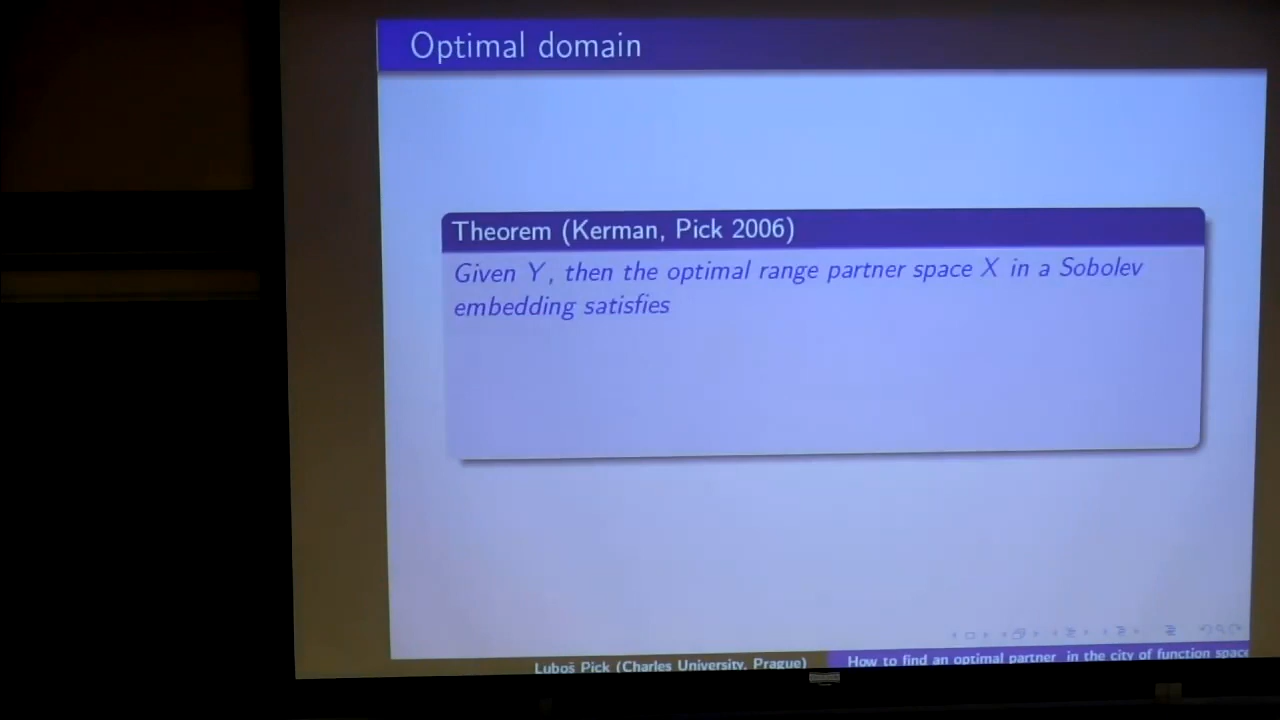 Optimal domain
Theorem (Kerman, Pick 2006)
Given Y, then the optimal range partner space X in a Sobolev
embedding satisfies
Luboš Pick (Charles University, Prague)
How to find an optimal partner in the city of function space